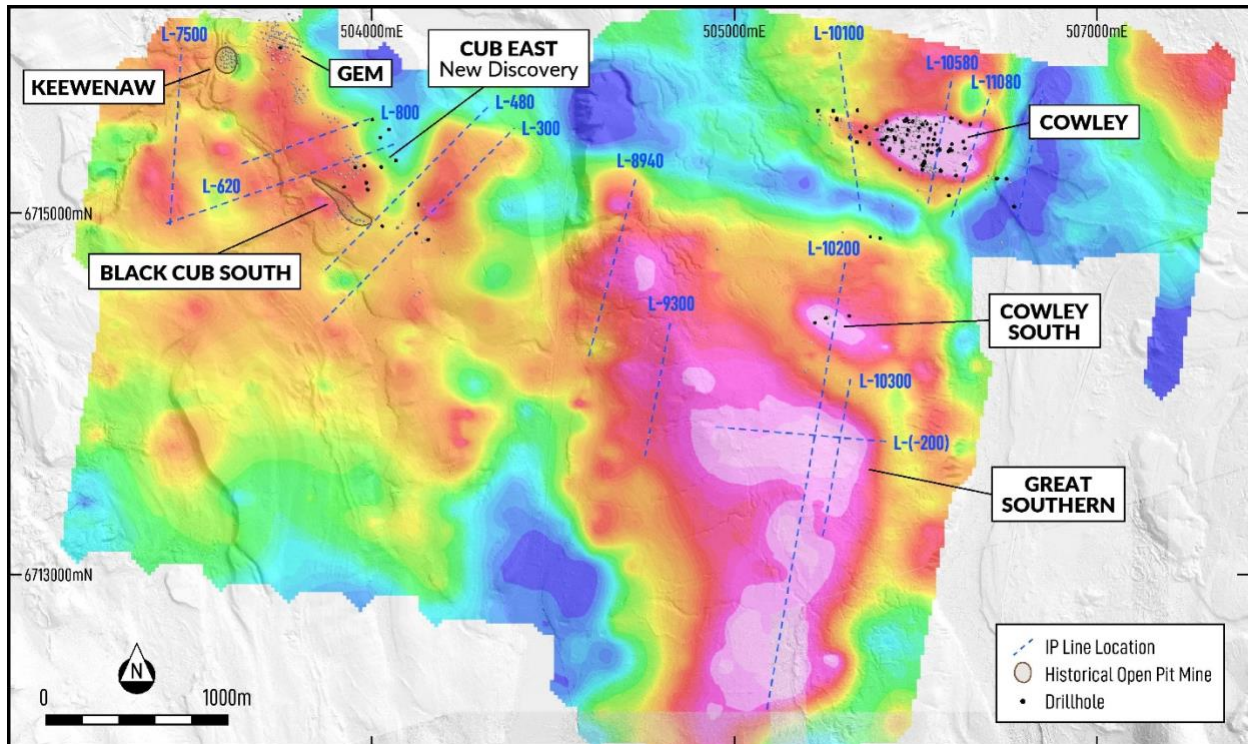 504000mE
505000mE
507000mE
L-7500
L-10100
CUB EAST
New Discovery
L-10580
GEM
L-11080
KEEWENAW
L-800
L-480
COWLEY
L-300
L-8940
L-620
6715000mN
L-10200
BLACK CUB SOUTH
L-9300
COWLEY
SOUTH
L-10300
L-(-200)
GREAT
SOUTHERN
6713000mN
N
0 1000m
IP Line Location
Historical Open Pit Mine
Drillhole